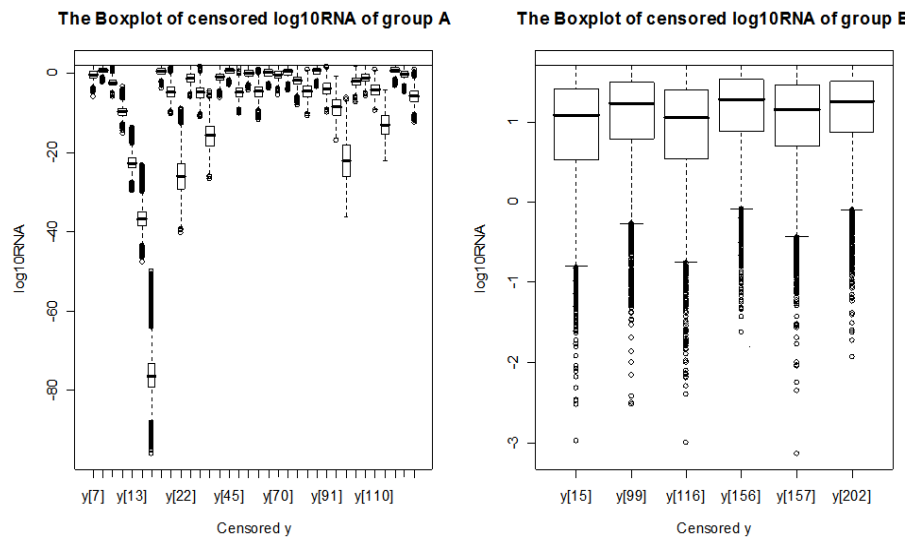 The Boxplot of censored log10RNA of group A
log10RNA
0
-20
-40
-60
-80
y[7] y[13] y[22] y[45] y[70] y[91] y[110]
Censored y
The Boxplot of censored log10RNA of group B
log10RNA
1
0
-1
-2
-3
y[15] y[99] y[116] y[156] y[157] y[202]
Censored y